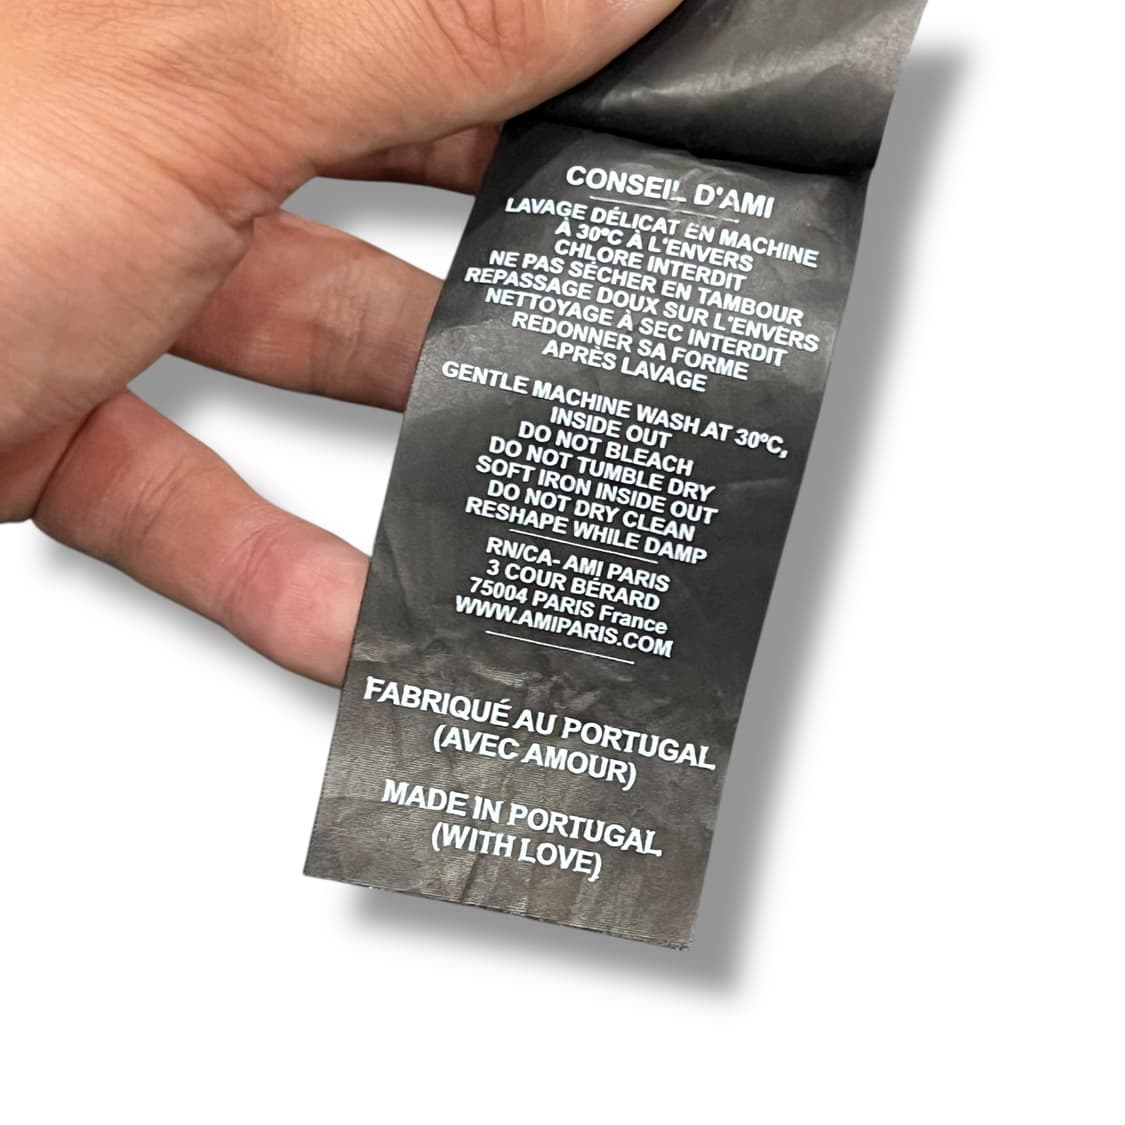 CONSEIL D'AMI
LAVAGE DÉLICAT EN MACHINE
À 30ºC À L'ENVERS
CHLORE INTERDIT
NE PAS SÉCHER EN TAMBOUR
REPASSAGE DOUX SUR L'ENVERS
NETTOYAGE À SEC INTERDIT
REDONNER SA FORME
APRÈS LAVAGE
GENTLE MACHINE WASH AT 30ºC,
INSIDE OUT
DO NOT BLEACH
DO NOT TUMBLE DRY
SOFT IRON INSIDE OUT
DO NOT DRY CLEAN
RESHAPE WHILE DAMP
RN/CA- AMI PARIS
3 COUR BÉRARD
75004 PARIS France
WWW.AMIPARIS.COM
FABRIQUÉ AU PORTUGAL
(AVEC AMOUR)
MADE IN PORTUGAL
(WITH LOVE)